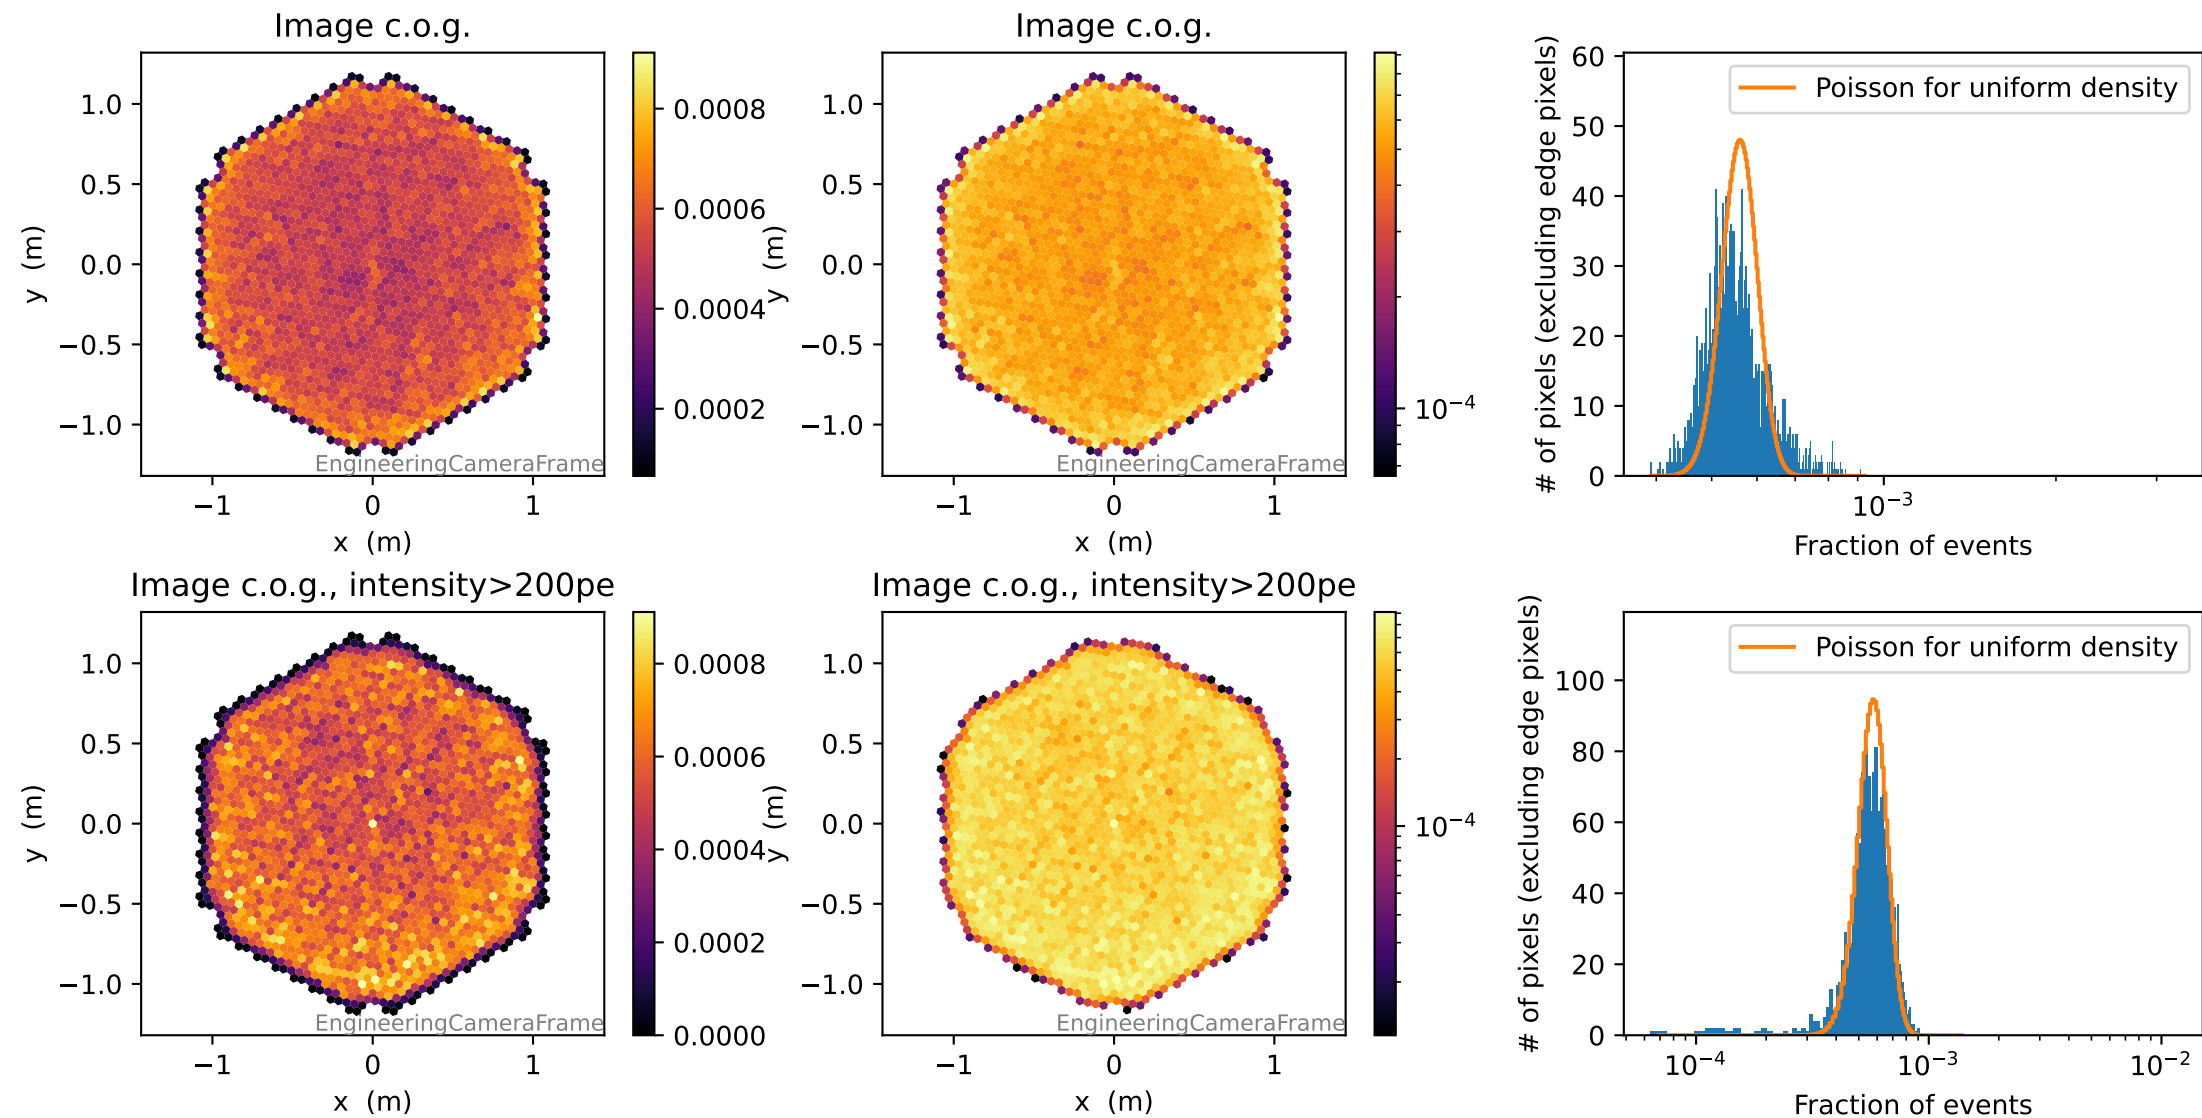 Image c.o.g.
1.0
0.5
0.0
−0.5
−1.0
y (m)
−1
0
1
x (m)
EngineeringCameraFrame
0.0008
0.0006
0.0004
0.0002
Image c.o.g.
1.0
0.5
0.0
−0.5
−1.0
y (m)
−1
0
1
x (m)
EngineeringCameraFrame
10⁻⁴
60
50
40
30
20
10
0
# of pixels (excluding edge pixels)
Poisson for uniform density
10⁻³
Fraction of events
Image c.o.g., intensity>200pe
1.0
0.5
0.0
−0.5
−1.0
y (m)
−1
0
1
x (m)
EngineeringCameraFrame
0.0008
0.0006
0.0004
0.0002
0.0000
Image c.o.g., intensity>200pe
1.0
0.5
0.0
−0.5
−1.0
y (m)
−1
0
1
x (m)
EngineeringCameraFrame
10⁻⁴
100
80
60
40
20
0
# of pixels (excluding edge pixels)
Poisson for uniform density
10⁻⁴
10⁻³
10⁻²
Fraction of events